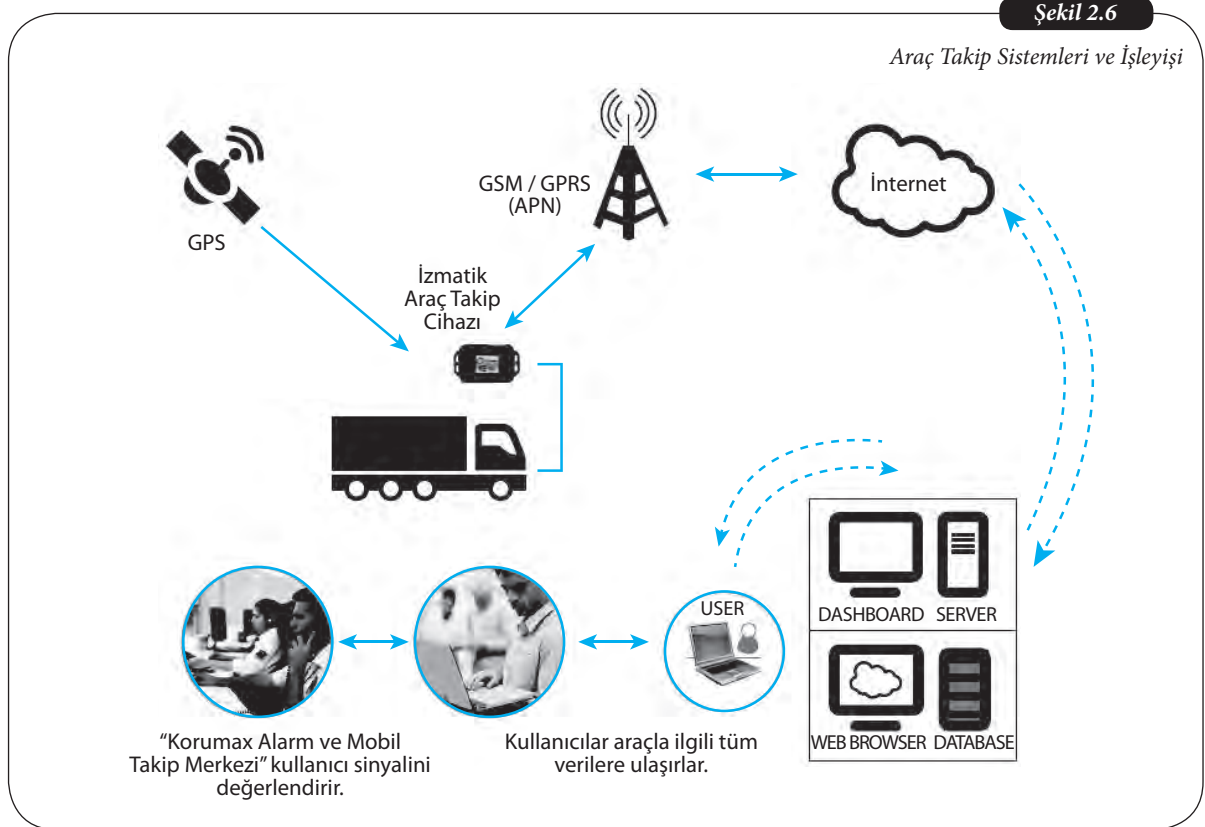 Şekil 2.6
Araç Takip Sistemleri ve İşleyişi
GPS
GSM / GPRS
(APN)
İnternet
İzmatik
Araç Takip
Cihazı
USER
DASHBOARD SERVER
WEB BROWSER DATABASE
“Korumax Alarm ve Mobil
Takip Merkezi” kullanıcı sinyalini
değerlendirir.
Kullanıcılar araçla ilgili tüm
verilere ulaşırlar.